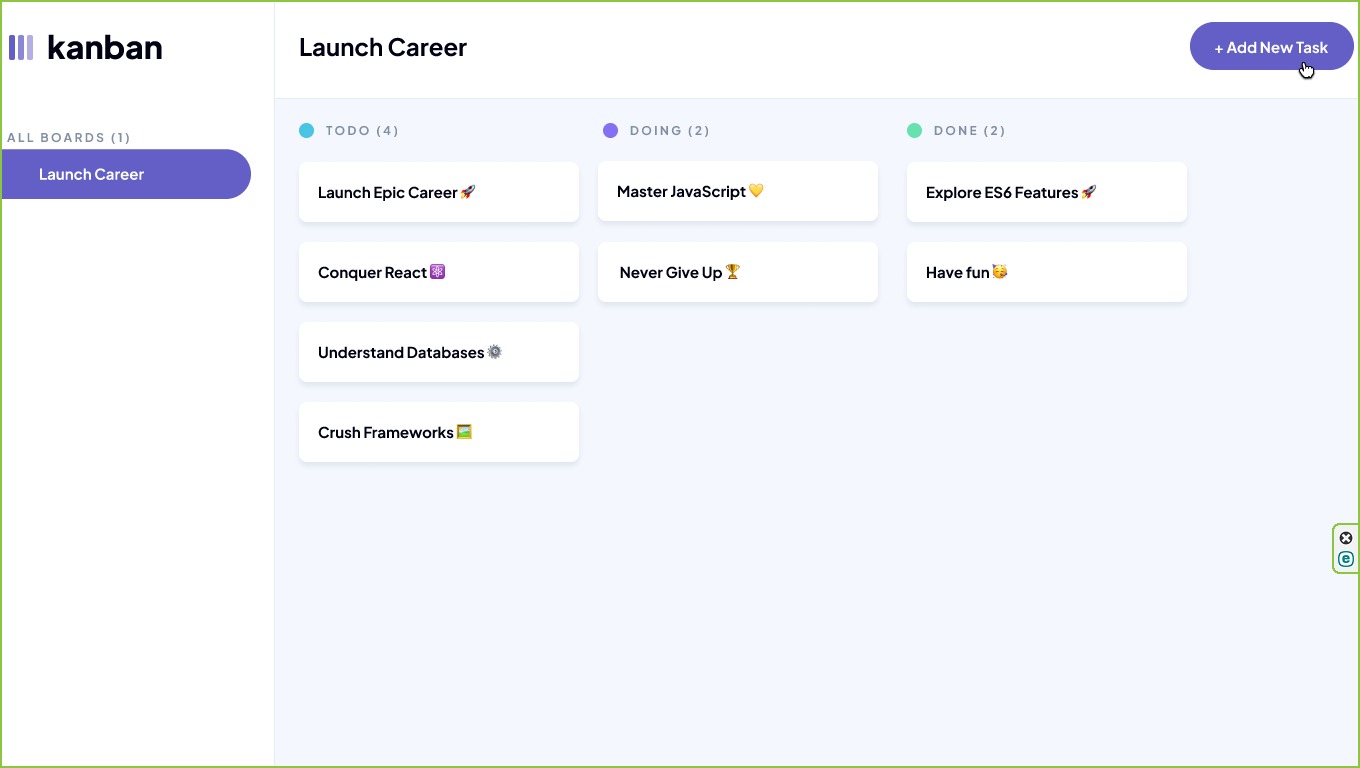 kanban
Launch Career
+ Add New Task
ALL BOARDS (1)
Launch Career
TODO (4)
Launch Epic Career 🚀
Conquer React ⚛️
Understand Databases ⚙️
Crush Frameworks 🖼️
DOING (2)
Master JavaScript 💛
Never Give Up 🏆
DONE (2)
Explore ES6 Features 🚀
Have fun 🥳
e